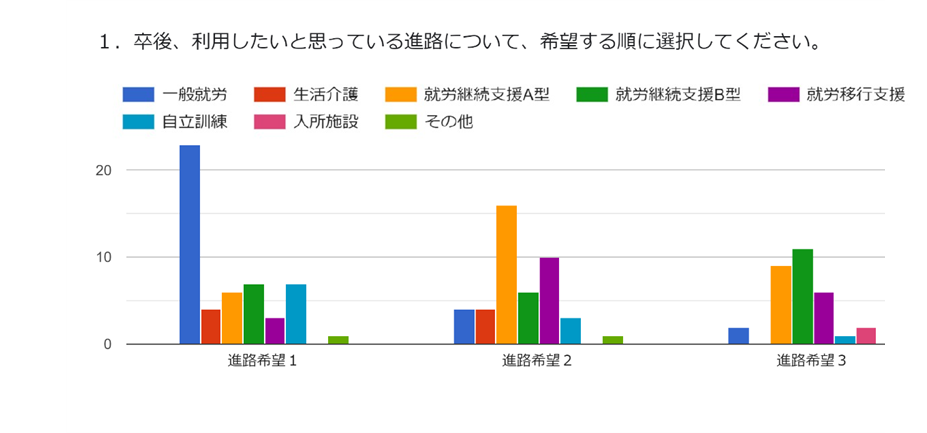 １．卒後、利用したいと思っている進路について、希望する順に選択してください。
一般就労 生活介護 就労継続支援A型 就労継続支援B型 就労移行支援
自立訓練 入所施設 その他
20
10
0
進路希望１ 進路希望２ 進路希望３